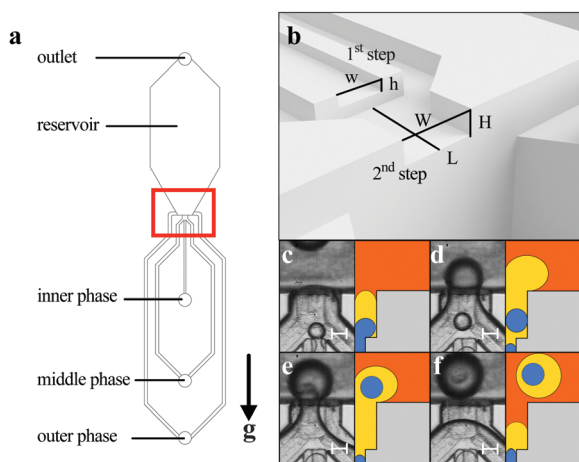 a
outlet
reservoir
inner phase
middle phase
outer phase
g
b
1st step
w
h
W
H
L
2nd step
c
d
e
f